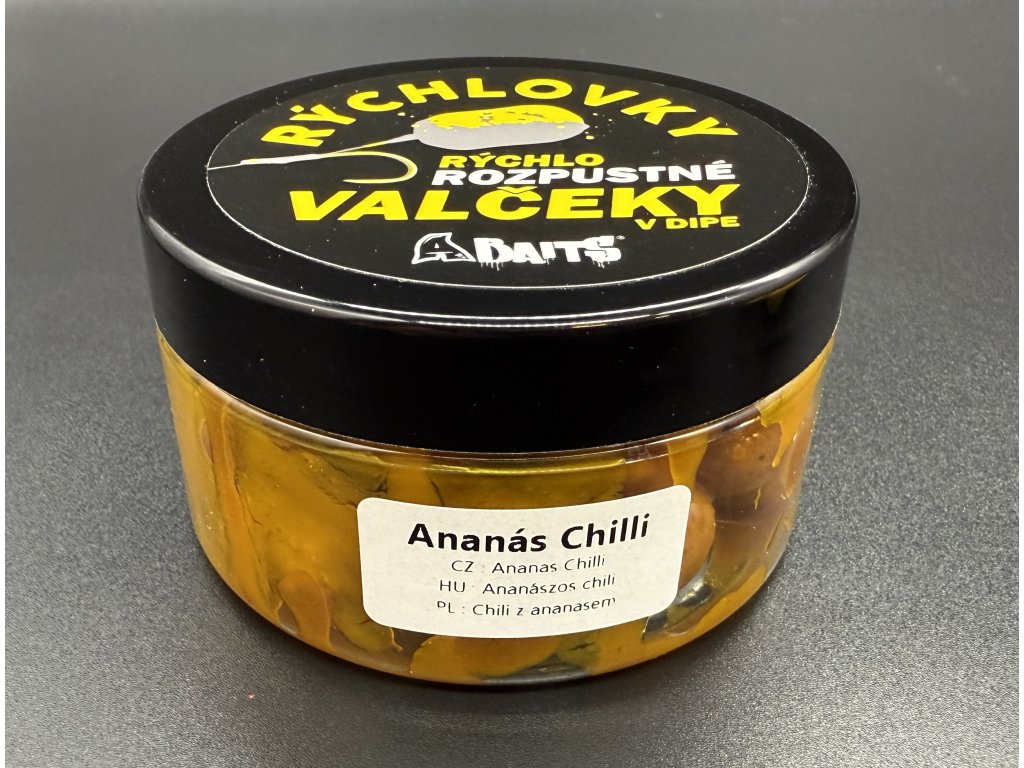 RÝCHLOVKY
RÝCHLO
ROZPUSTNÉ
VALČEKY
V DIPE
ABAITS
Ananás Chilli
CZ : Ananas Chilli
HU : Ananászos chili
PL : Chili z ananasem